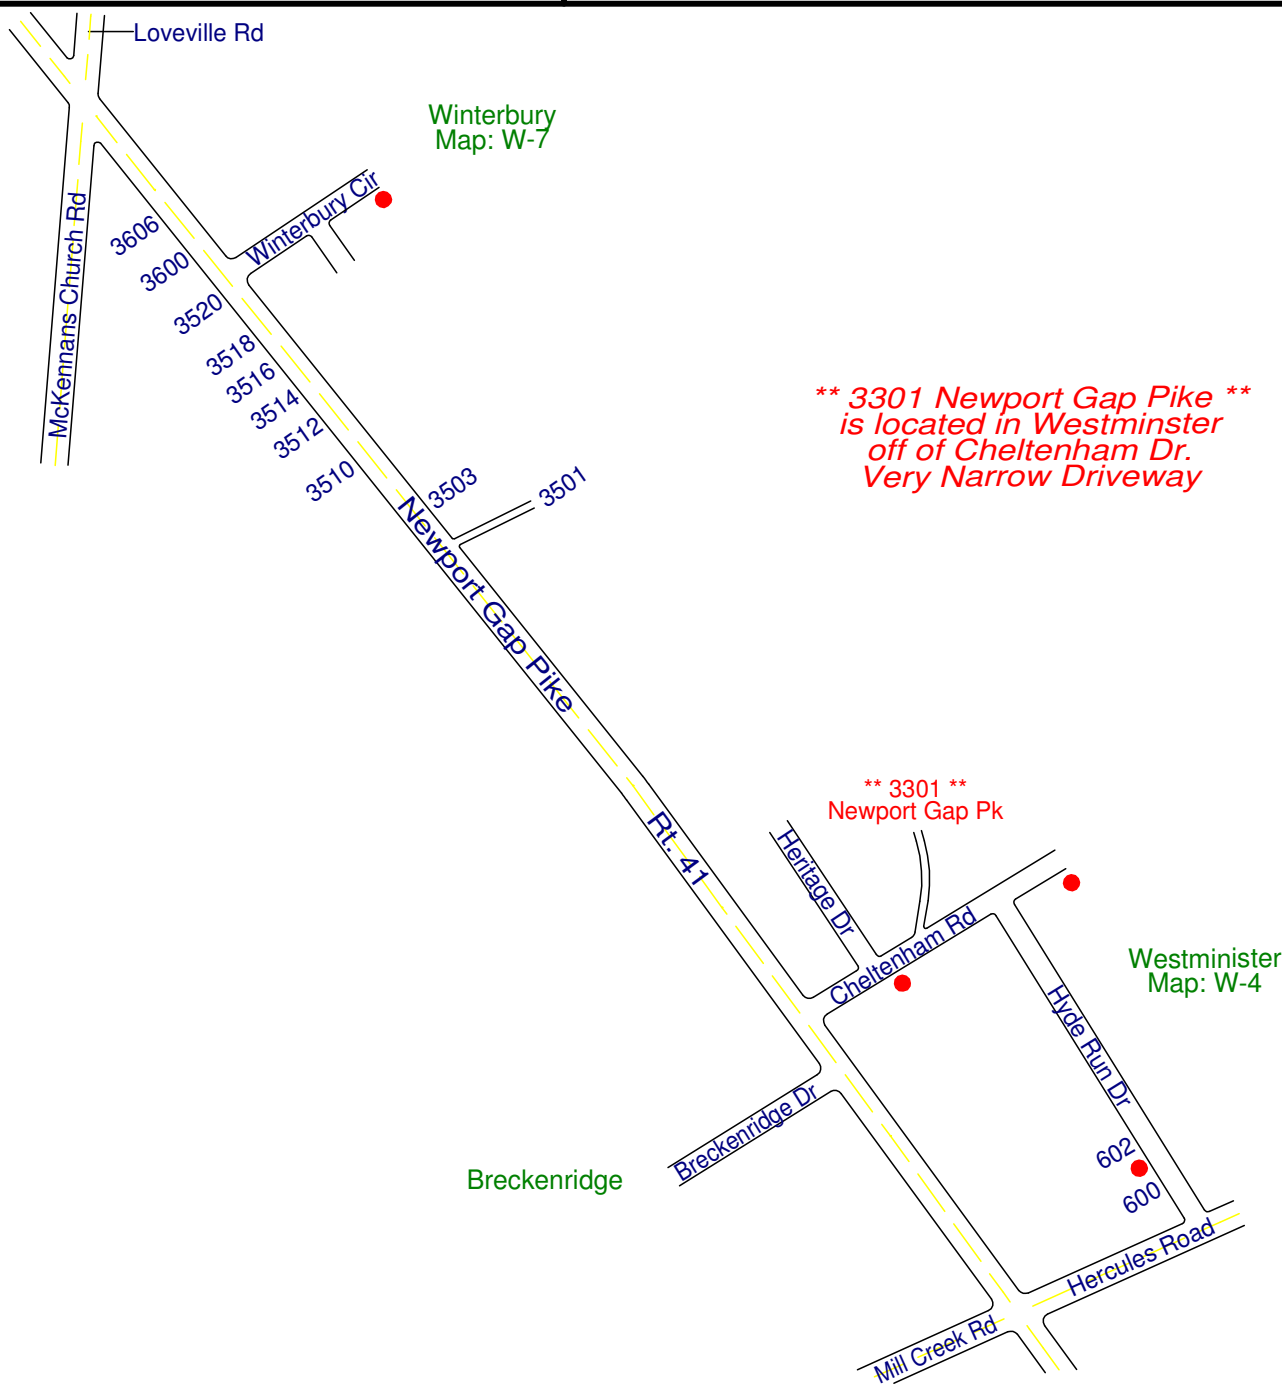 Loveville Rd
Winterbury
Map: W-7
Winterbury Cir
McKennans Church Rd
3606
3600
3520
3518
3516
3514
3512
3510
3503
3501
** 3301 Newport Gap Pike **
is located in Westminster
off of Cheltenham Dr.
Very Narrow Driveway
Newport Gap Pike
Rt. 41
** 3301 **
Newport Gap Pk
Heritage Dr
Cheltenham Rd
Westminister
Map: W-4
Hyde Run Dr
Breckenridge Dr
Breckenridge
602
600
Hercules Road
Mill Creek Rd